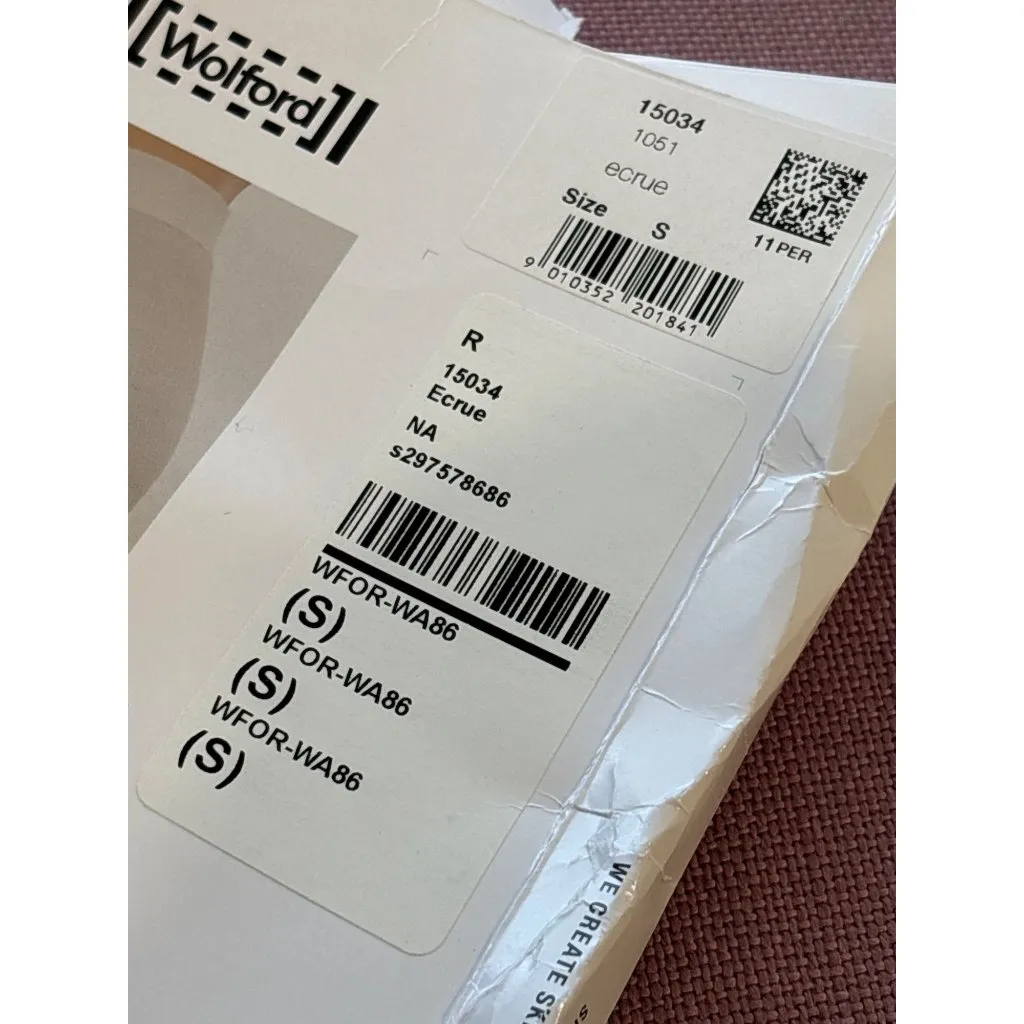 [Wolford]
15034
1051
ecrue
Size S
11PER
9 010352 201841
R
15034
Ecrue
NA
s297578686
WFOR-WA86
(S)
WFOR-WA86
(S)
WFOR-WA86
(S)
WE CREATE